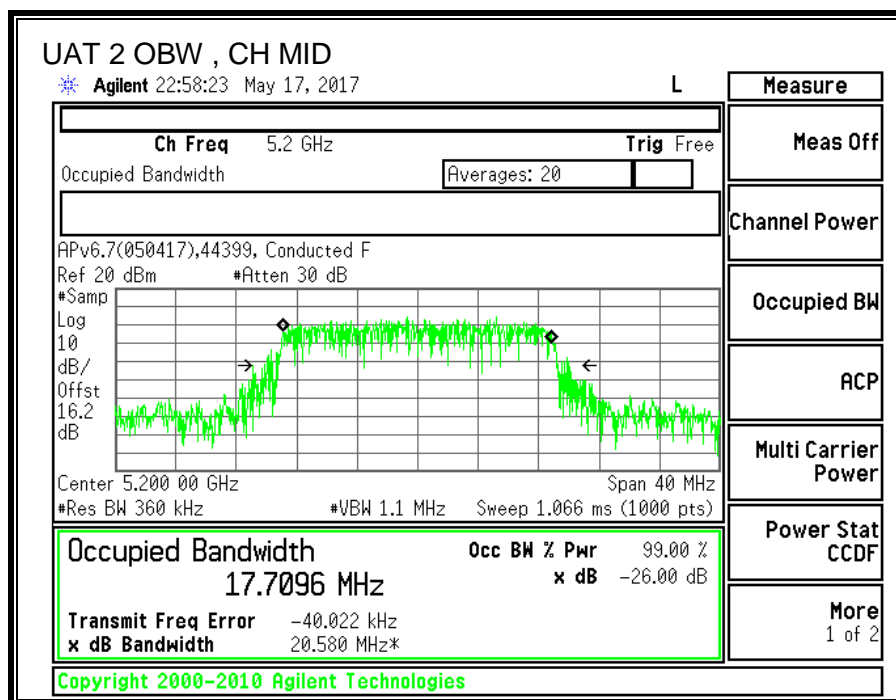 UAT 2 OBW , CH MID
Agilent 22:58:23 May 17, 2017 L
Measure
Ch Freq 5.2 GHz Trig Free
Meas Off
Occupied Bandwidth Averages: 20
Channel Power
APv6.7(050417),44399, Conducted F
Ref 20 dBm #Atten 30 dB
#Samp
Log
10
dB/
Offst
16.2
dB
Occupied BW
ACP
Multi Carrier
Power
Center 5.200 00 GHz Span 40 MHz
#Res BW 360 kHz #VBW 1.1 MHz Sweep 1.066 ms (1000 pts)
Power Stat
CCDF
Occupied Bandwidth Occ BW % Pwr 99.00 %
17.7096 MHz x dB -26.00 dB
Transmit Freq Error -40.022 kHz
x dB Bandwidth 20.580 MHz*
More
1 of 2
Copyright 2000-2010 Agilent Technologies